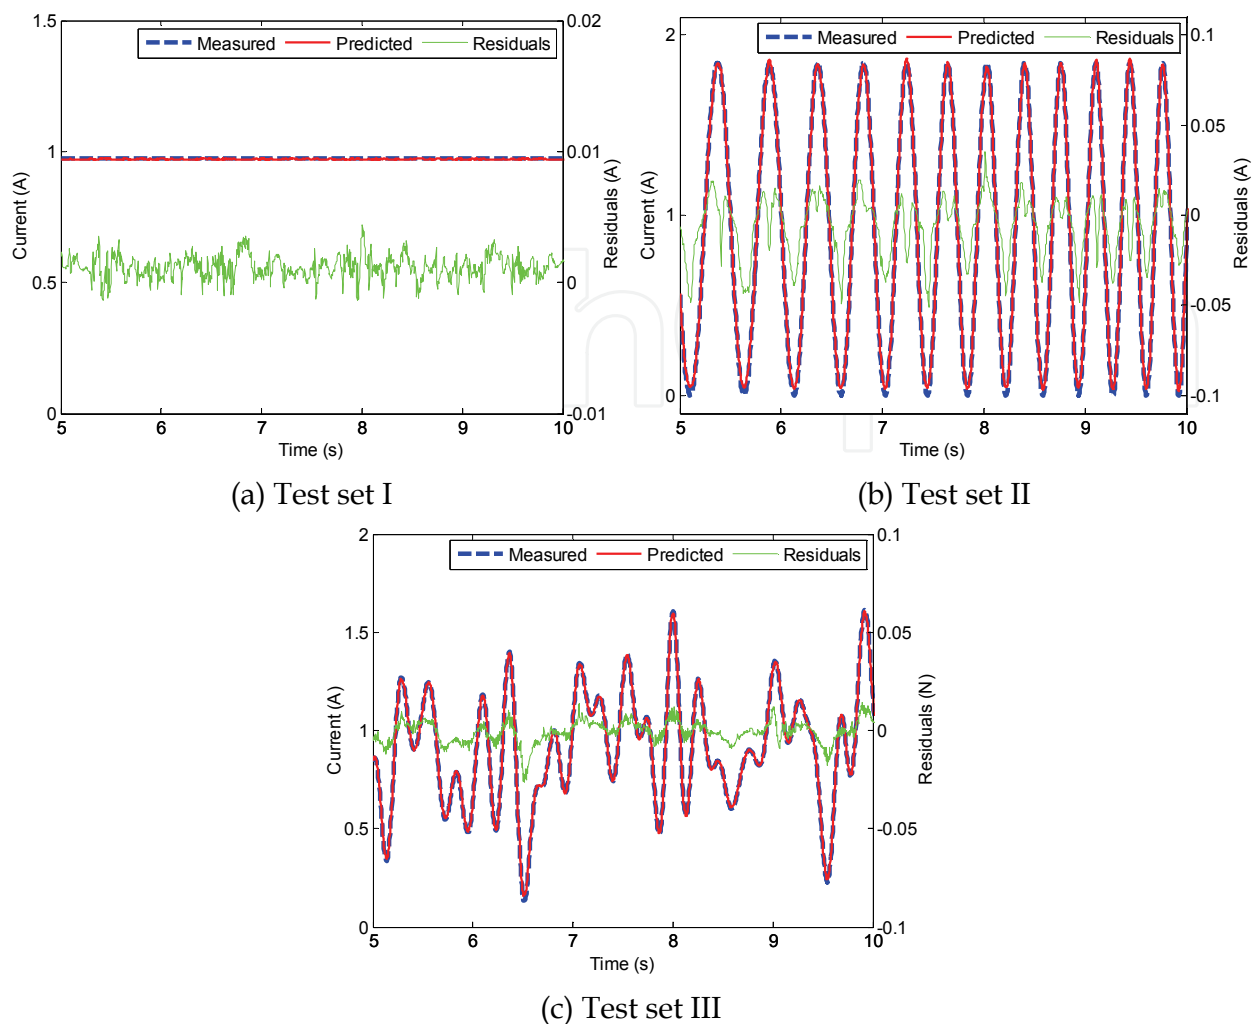 1.5
1
0.5
0
Current (A)
Measured Predicted Residuals
0.02
0.01
0
-0.01
Residuals (A)
5 6 7 8 9 10
Time (s)
(a) Test set I
2
1
0
Current (A)
Measured Predicted Residuals
0.1
0.05
0
-0.05
-0.1
Residuals (A)
5 6 7 8 9 10
Time (s)
(b) Test set II
2
1.5
1
0.5
0
Current (A)
Measured Predicted Residuals
0.1
0.05
0
-0.05
-0.1
Residuals (N)
5 6 7 8 9 10
Time (s)
(c) Test set III